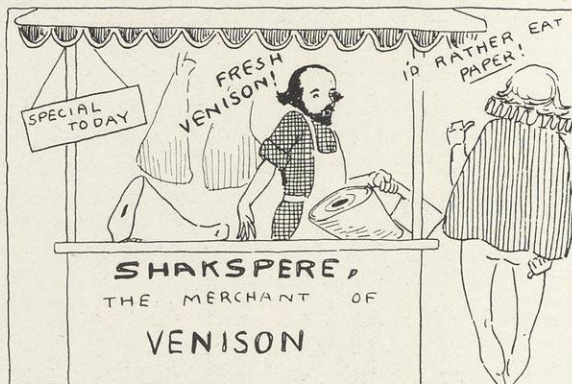 SPECIAL
TODAY
FRESH
VENISON!
I'D RATHER EAT
PAPER!
SHAKSPERE,
THE MERCHANT OF
VENISON